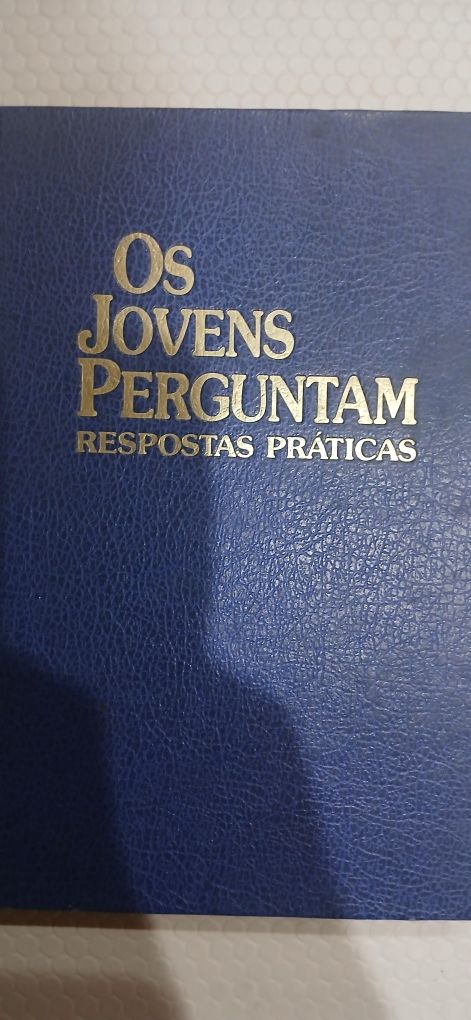 Os
Jovens
Perguntam
RESPOSTAS PRÁTICAS